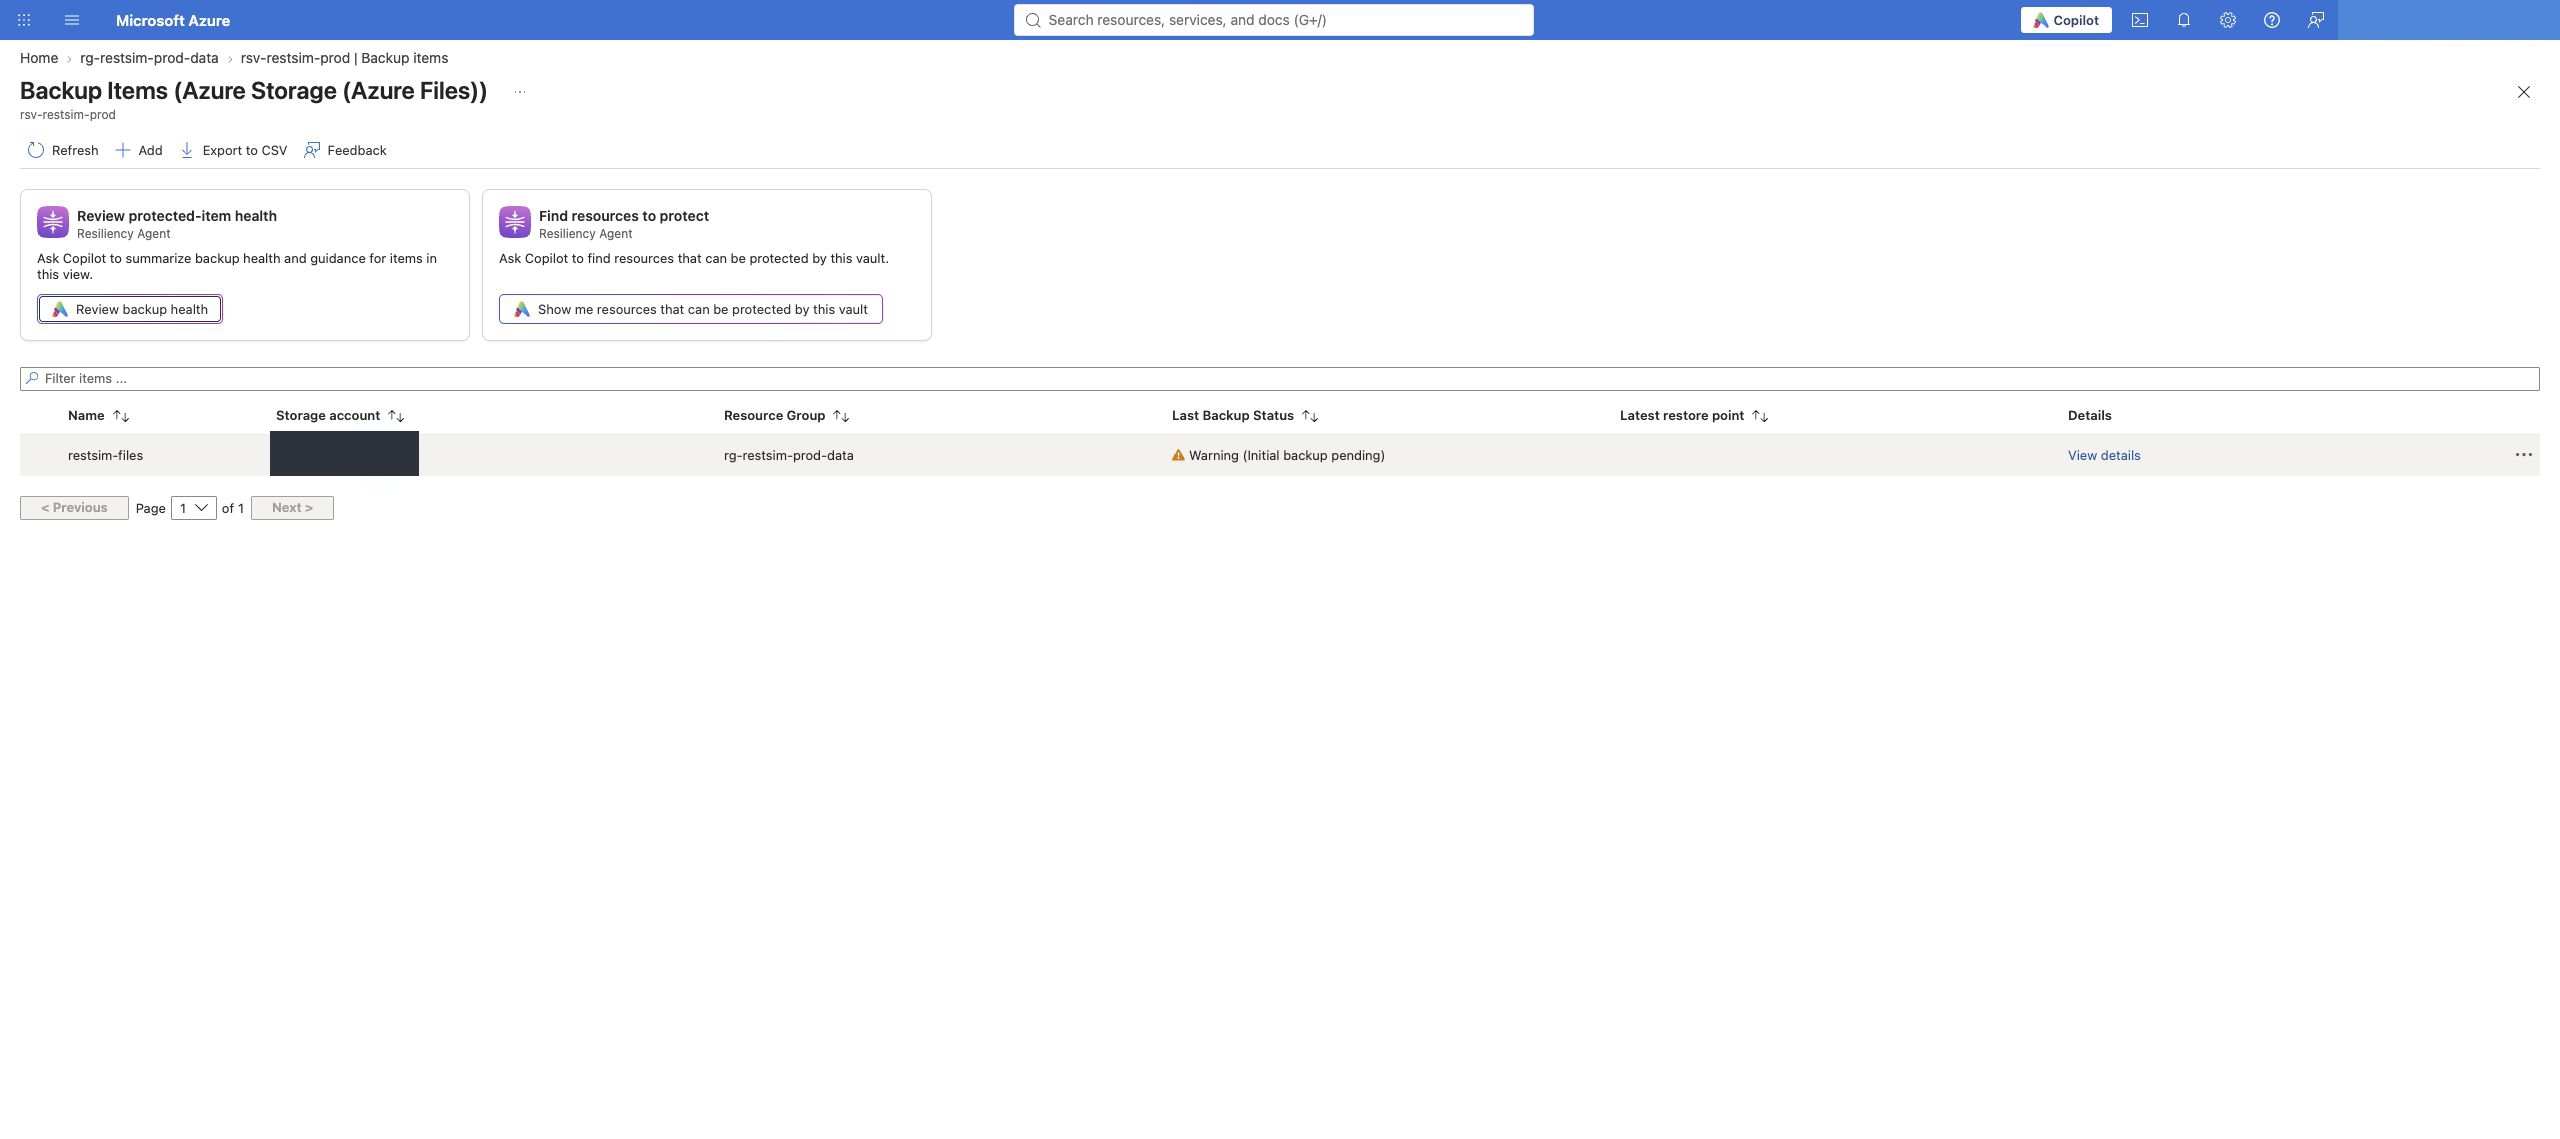 Microsoft Azure
Search resources, services, and docs (G+/)
Copilot
Home > rg-restsim-prod-data > rsv-restsim-prod | Backup items
Backup Items (Azure Storage (Azure Files)) ...
rsv-restsim-prod
Refresh + Add Export to CSV Feedback
Review protected-item health
Resiliency Agent
Ask Copilot to summarize backup health and guidance for items in
this view.
Review backup health
Find resources to protect
Resiliency Agent
Ask Copilot to find resources that can be protected by this vault.
Show me resources that can be protected by this vault
Filter items ...
Name Storage account Resource Group Last Backup Status Latest restore point Details
restsim-files rg-restsim-prod-data Warning (Initial backup pending) View details ...
< Previous Page 1 of 1 Next >